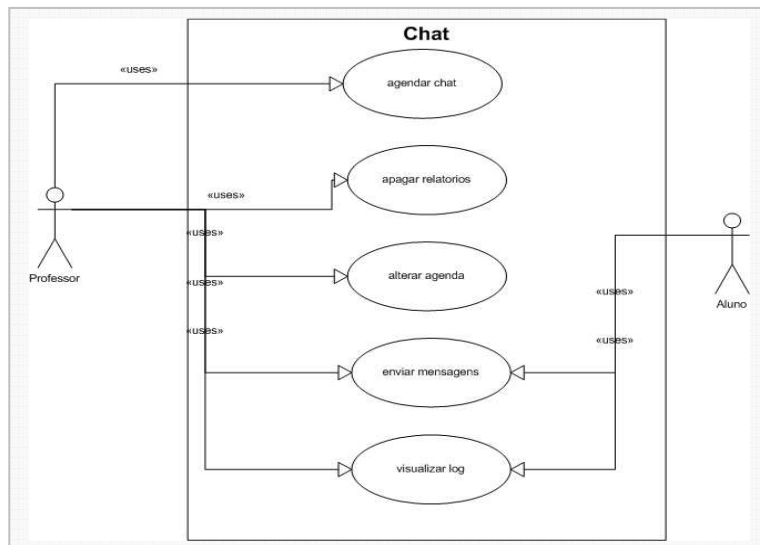 Chat
«uses»
agendar chat
apagar relatorios
«uses»
«uses»
alterar agenda
«uses»
Professor
«uses»
Aluno
«uses»
«uses»
enviar mensagens
visualizar log